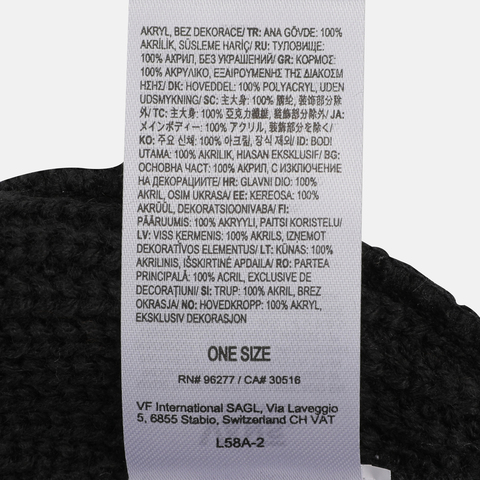 AKRYL, BEZ DEKORACE/ TR: ANA GÖVDE: 100%
AKRİLİK, SÜSLEME HARİÇ/ RU: ТУЛОВИЩЕ:
100% АКРИЛ, БЕЗ УКРАШЕНИЙ/ GR: ΚΟΡΜΟΣ:
100% ΑΚΡΥΛΙΚΟ, ΕΞΑΙΡΟΥΜΕΝΗΣ ΤΗΣ ΔΙΑΚΟΣΜ
ΗΣΗΣ/ DK: HOVEDDEL: 100% POLYACRYL, UDEN
UDSMYKNING/ SC: 主大身: 100% 腈纶, 装饰部分除
外/ TC: 主大身: 100% 亞克力纖維, 裝飾部分除外/ JA:
メインボディー: 100% アクリル, 装飾部分を除く/
KO: 주요 신체: 100% 아크릴, 장식 제외/ ID: BODI
UTAMA: 100% AKRILIK, HIASAN EKSKLUSIF/ BG:
ОСНОВНА ЧАСТ: 100% АКРИЛ, С ИЗКЛЮЧЕНИЕ
НА ДЕКОРАЦИИТЕ/ HR: GLAVNI DIO: 100%
AKRIL, OSIM UKRASA/ EE: KEREOSA: 100%
AKRÜÜL, DEKORATSIOONIVABA/ FI:
PÄÄRUUMIS: 100% AKRYYLI, PAITSI KORISTELU/
LV: VISS ĶERMENIS: 100% AKRILS, IZŅEMOT
DEKORATĪVOS ELEMENTUS/ LT: KŪNAS: 100%
AKRILINIS, IŠSKIRTINĖ APDAILA/ RO: PARTEA
PRINCIPALĂ: 100% ACRIL, EXCLUSIVE DE
DECORAȚIUNI/ SI: TRUP: 100% AKRIL, BREZ
OKRASJA/ NO: HOVEDKROPP: 100% AKRYL,
EKSKLUSIV DEKORASJON
ONE SIZE
RN# 96277 / CA# 30516
VF International SAGL, Via Laveggio
5, 6855 Stabio, Switzerland CH VAT
L58A-2